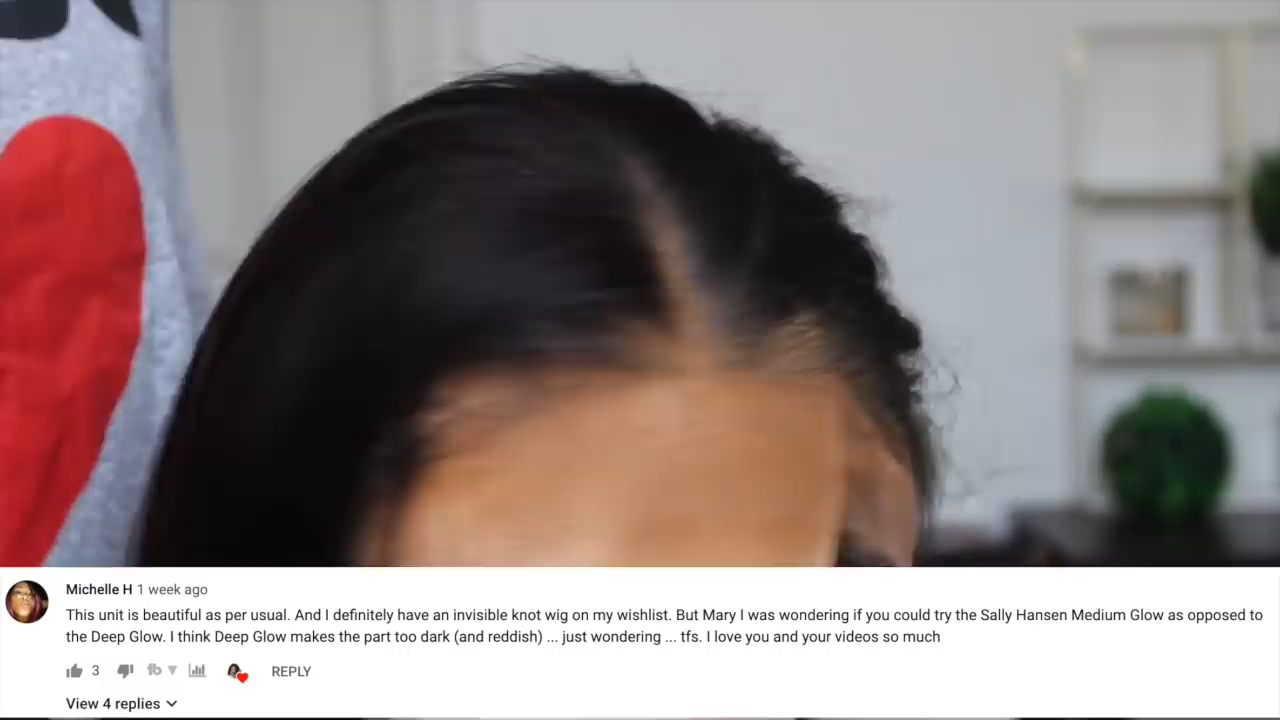 Michelle H 1 week ago
This unit is beautiful as per usual. And I definitely have an invisible knot wig on my wishlist. But Mary I was wondering if you could try the Sally Hansen Medium Glow as opposed to
the Deep Glow. I think Deep Glow makes the part too dark (and reddish) ... just wondering ... tfs. I love you and your videos so much
3
REPLY
View 4 replies